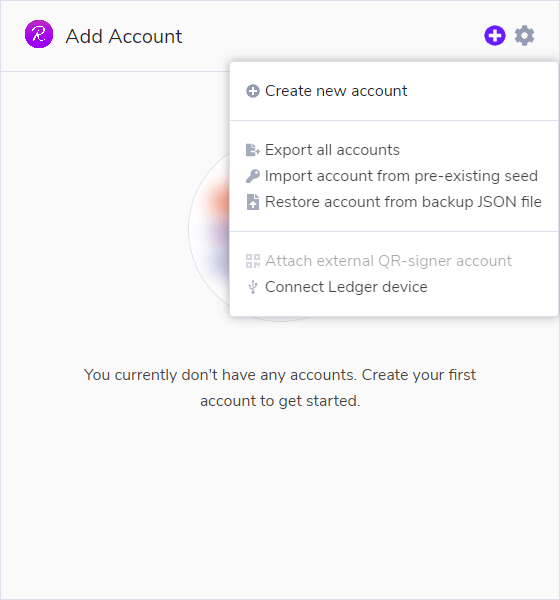 R
Add Account
Create new account
Export all accounts
Import account from pre-existing seed
Restore account from backup JSON file
Attach external QR-signer account
Connect Ledger device
You currently don't have any accounts. Create your first
account to get started.